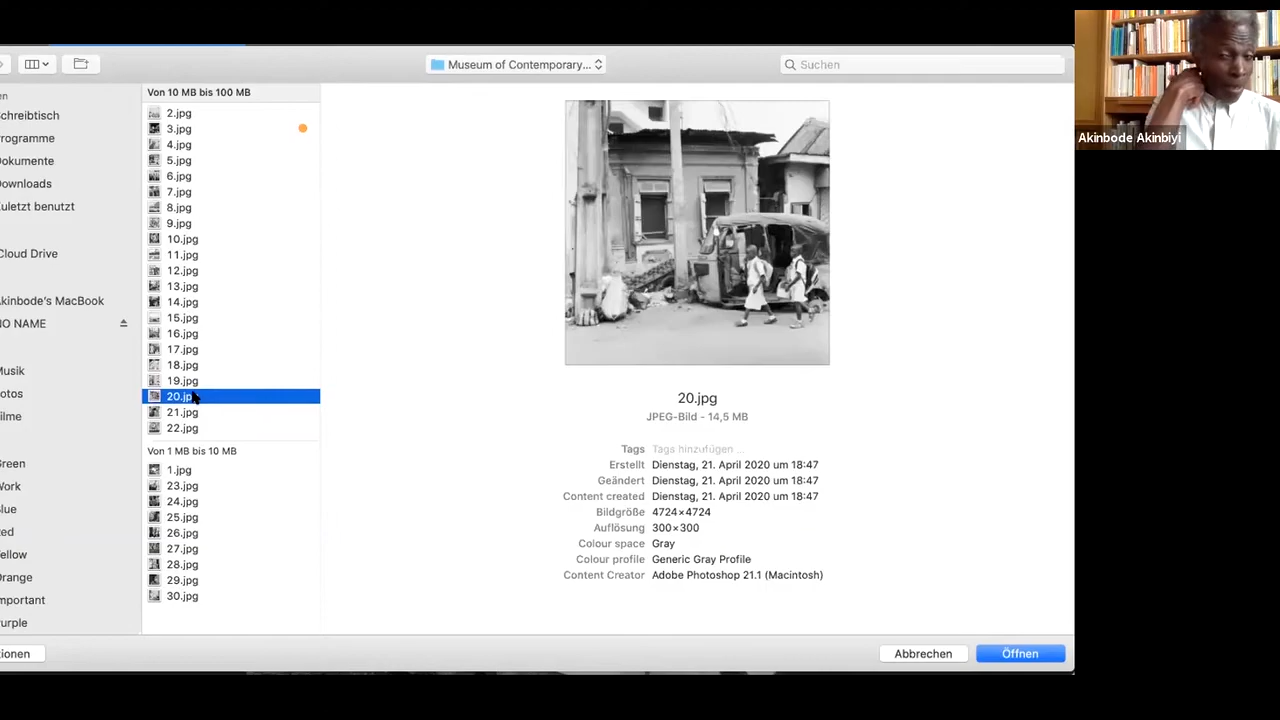 Museum of Contemporary...
Suchen
Akinbode Akinbiyi
en
chreibtisch
rogramme
okumente
ownloads
uletzt benutzt
Cloud Drive
kinbode's MacBook
NO NAME
usik
otos
ilme
reen
ork
lue
ed
ellow
range
mportant
urple
Von 10 MB bis 100 MB
2.jpg
3.jpg
4.jpg
5.jpg
6.jpg
7.jpg
8.jpg
9.jpg
10.jpg
11.jpg
12.jpg
13.jpg
14.jpg
15.jpg
16.jpg
17.jpg
18.jpg
19.jpg
20.jp
21.jpg
22.jpg
Von 1 MB bis 10 MB
1.jpg
23.jpg
24.jpg
25.jpg
26.jpg
27.jpg
28.jpg
29.jpg
30.jpg
20.jpg
JPEG-Bild - 14,5 MB
Tags Tags hinzufügen ...
Erstellt Dienstag, 21. April 2020 um 18:47
Geändert Dienstag, 21. April 2020 um 18:47
Content created Dienstag, 21. April 2020 um 18:47
Bildgröße 4724×4724
Auflösung 300×300
Colour space Gray
Colour profile Generic Gray Profile
Content Creator Adobe Photoshop 21.1 (Macintosh)
ionen
Abbrechen
Öffnen